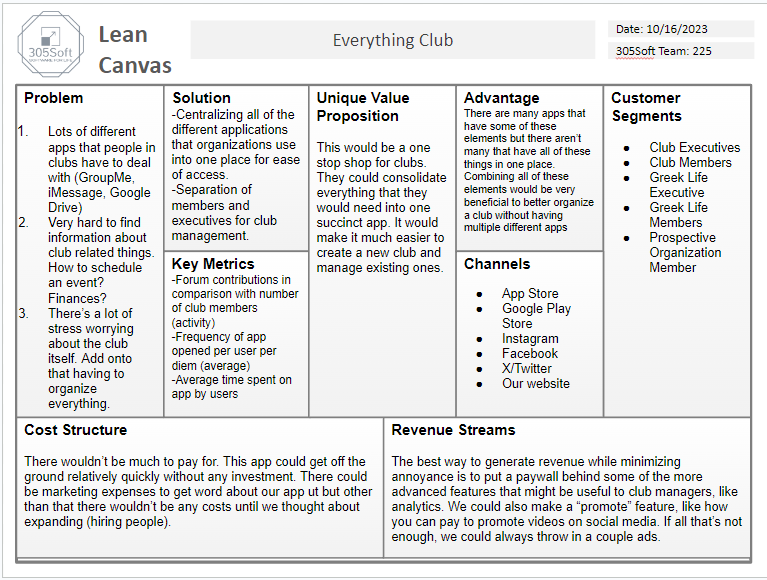 305Soft
SOFTWARE FOR LIFE
Lean
Canvas
Everything Club
Date: 10/16/2023
305Soft Team: 225
Problem
1. Lots of different
apps that people in
clubs have to deal
with (GroupMe,
iMessage, Google
Drive)
2. Very hard to find
information about
club related things.
How to schedule
an event?
Finances?
3. There's a lot of
stress worrying
about the club
itself. Add onto
that having to
organize
everything.
Solution
-Centralizing all of the
different applications
that organizations use
into one place for ease
of access.
-Separation of
members and
executives for club
management.
Key Metrics
-Forum contributions in
comparison with number
of club members
(activity)
-Frequency of app
opened per user per
diem (average)
-Average time spent on
app by users
Unique Value
Proposition
This would be a one
stop shop for clubs.
They could consolidate
everything that they
would need into one
succinct app. It would
make it much easier to
create a new club and
manage existing ones.
Advantage
There are many apps that
have some of these
elements but there aren't
many that have all of these
things in one place.
Combining all of these
elements would be very
beneficial to better organize
a club without having
multiple different apps
Channels
● App Store
● Google Play
Store
● Instagram
● Facebook
● X/Twitter
● Our website
Customer
Segments
● Club Executives
● Club Members
● Greek Life
Executive
● Greek Life
Members
● Prospective
Organization
Member
Cost Structure
There wouldn't be much to pay for. This app could get off the
ground relatively quickly without any investment. There could
be marketing expenses to get word about our app ut but other
than that there wouldn't be any costs until we thought about
expanding (hiring people).
Revenue Streams
The best way to generate revenue while minimizing
annoyance is to put a paywall behind some of the more
advanced features that might be useful to club managers, like
analytics. We could also make a "promote" feature, like how
you can pay to promote videos on social media. If all that's not
enough, we could always throw in a couple ads.